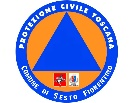 PROTEZIONE CIVILE TOSCANA
COMUNE DI SESTO FIORENTINO